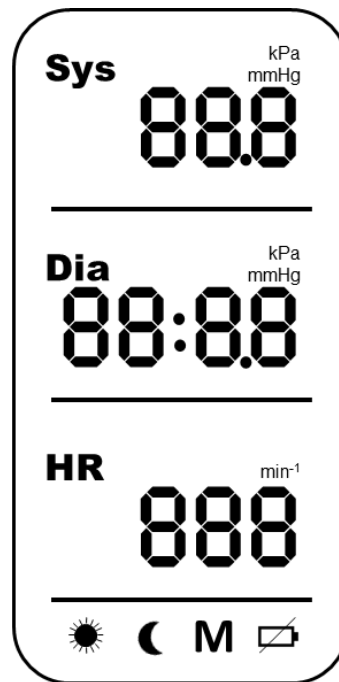 kPa
Sys mmHg
88.8
kPa
Dia mmHg
88:8.8
HR min⁻¹
888
M